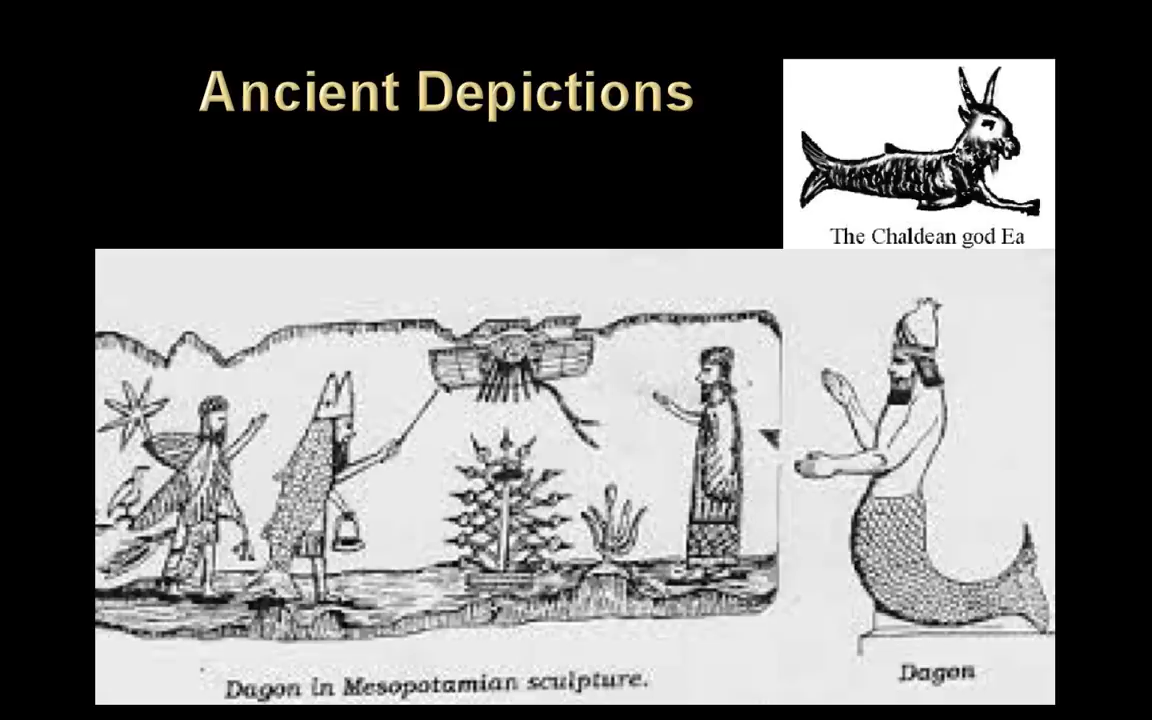 Ancient Depictions
The Chaldean god Ea
Dagon in Mesopotamian sculpture.
Dagon